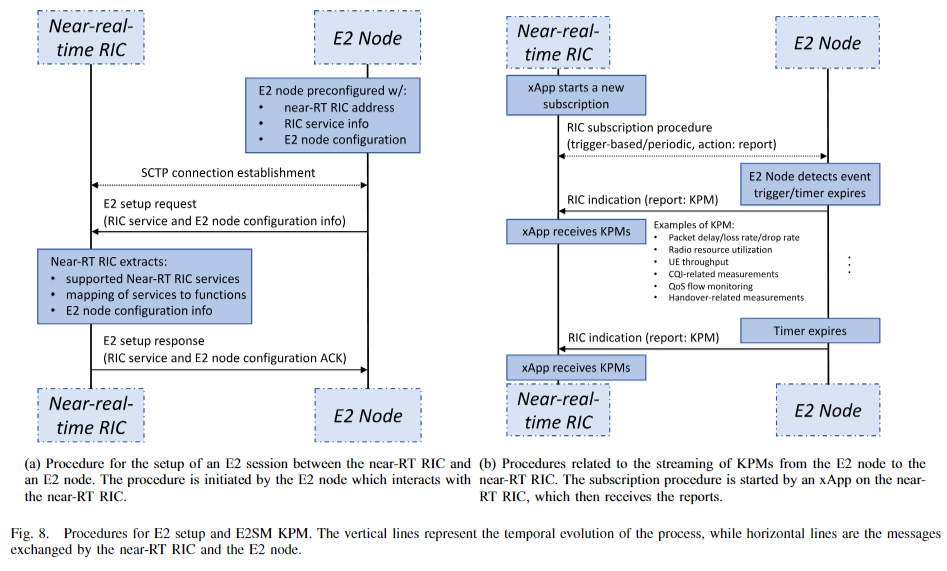 Near-real-
time RIC
E2 Node
E2 node preconfigured w/:
• near-RT RIC address
• RIC service info
• E2 node configuration
SCTP connection establishment
E2 setup request
(RIC service and E2 node configuration info)
Near-RT RIC extracts:
• supported Near-RT RIC services
• mapping of services to functions
• E2 node configuration info
E2 setup response
(RIC service and E2 node configuration ACK)
Near-real-
time RIC
E2 Node
(a) Procedure for the setup of an E2 session between the near-RT RIC and
an E2 node. The procedure is initiated by the E2 node which interacts with
the near-RT RIC.
Near-real-
time RIC
E2 Node
xApp starts a new
subscription
RIC subscription procedure
(trigger-based/periodic, action: report)
E2 Node detects event
trigger/timer expires
RIC indication (report: KPM)
xApp receives KPMs
Examples of KPM:
• Packet delay/loss rate/drop rate
• Radio resource utilization
• UE throughput
• CQI-related measurements
• QoS flow monitoring
• Handover-related measurements
Timer expires
RIC indication (report: KPM)
xApp receives KPMs
Near-real-
time RIC
E2 Node
(b) Procedures related to the streaming of KPMs from the E2 node to the
near-RT RIC. The subscription procedure is started by an xApp on the near-
RT RIC, which then receives the reports.
Fig. 8. Procedures for E2 setup and E2SM KPM. The vertical lines represent the temporal evolution of the process, while horizontal lines are the messages
exchanged by the near-RT RIC and the E2 node.